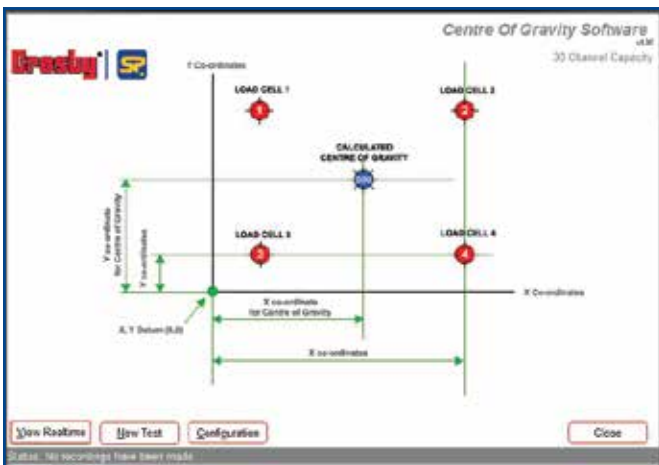 Centre Of Gravity Software
30 Channel Capacity
Crosby
SP
Y Co-ordinates
LOAD CELL 1
LOAD CELL 2
1
2
CALCULATED
CENTRE OF GRAVITY
COG
Y co-ordinate
for Centre of Gravity
Y co-ordinates
LOAD CELL 3
LOAD CELL 4
3
4
X Co-ordinates
X co-ordinate
for Centre of Gravity
X, Y Datum (0,0)
X co-ordinates
View Realtime
New Test
Configuration
Close
Status: No recordings have been made